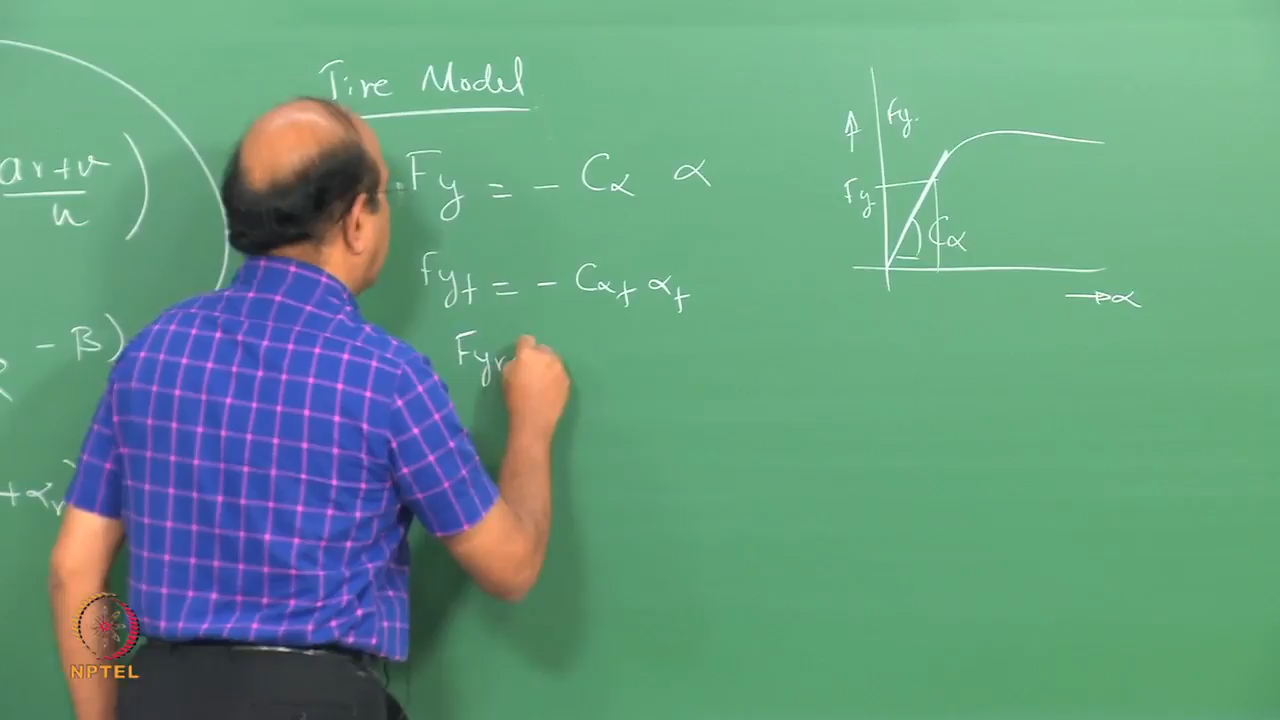 ar+v
u
)
- B)
+αr
Tire Model
Fy = - Cα α
Fyf = - Cαf αf
Fyr
Fy.
Fy
Cα
→ α
NPTEL